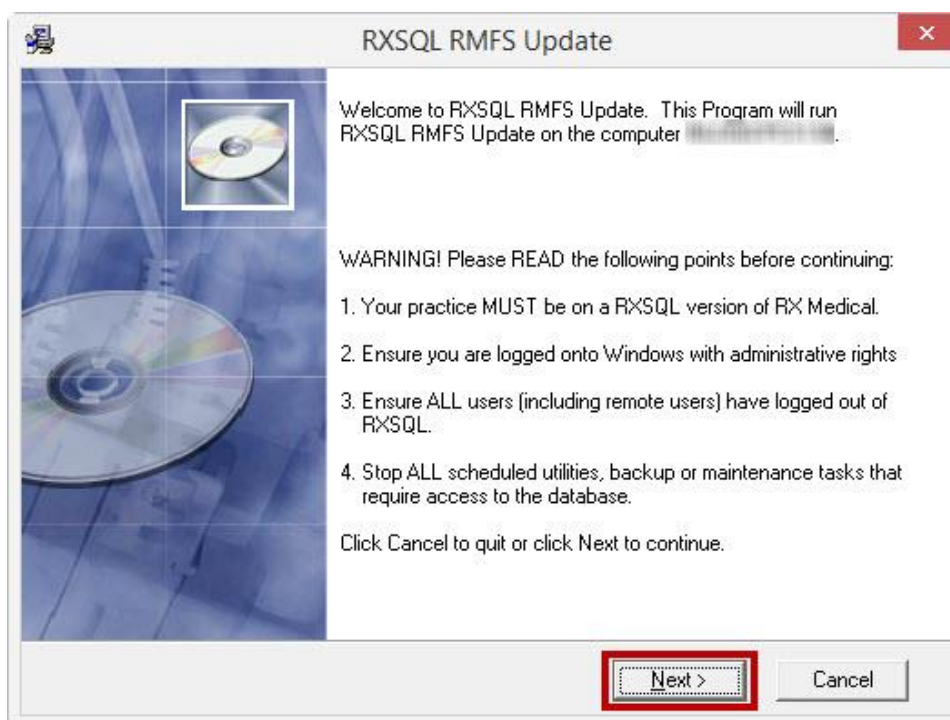 RXSQL RMFS Update
Welcome to RXSQL RMFS Update. This Program will run
RXSQL RMFS Update on the computer .
WARNING! Please READ the following points before continuing:
1. Your practice MUST be on a RXSQL version of RX Medical.
2. Ensure you are logged onto Windows with administrative rights
3. Ensure ALL users (including remote users) have logged out of
RXSQL.
4. Stop ALL scheduled utilities, backup or maintenance tasks that
require access to the database.
Click Cancel to quit or click Next to continue.
Next >
Cancel